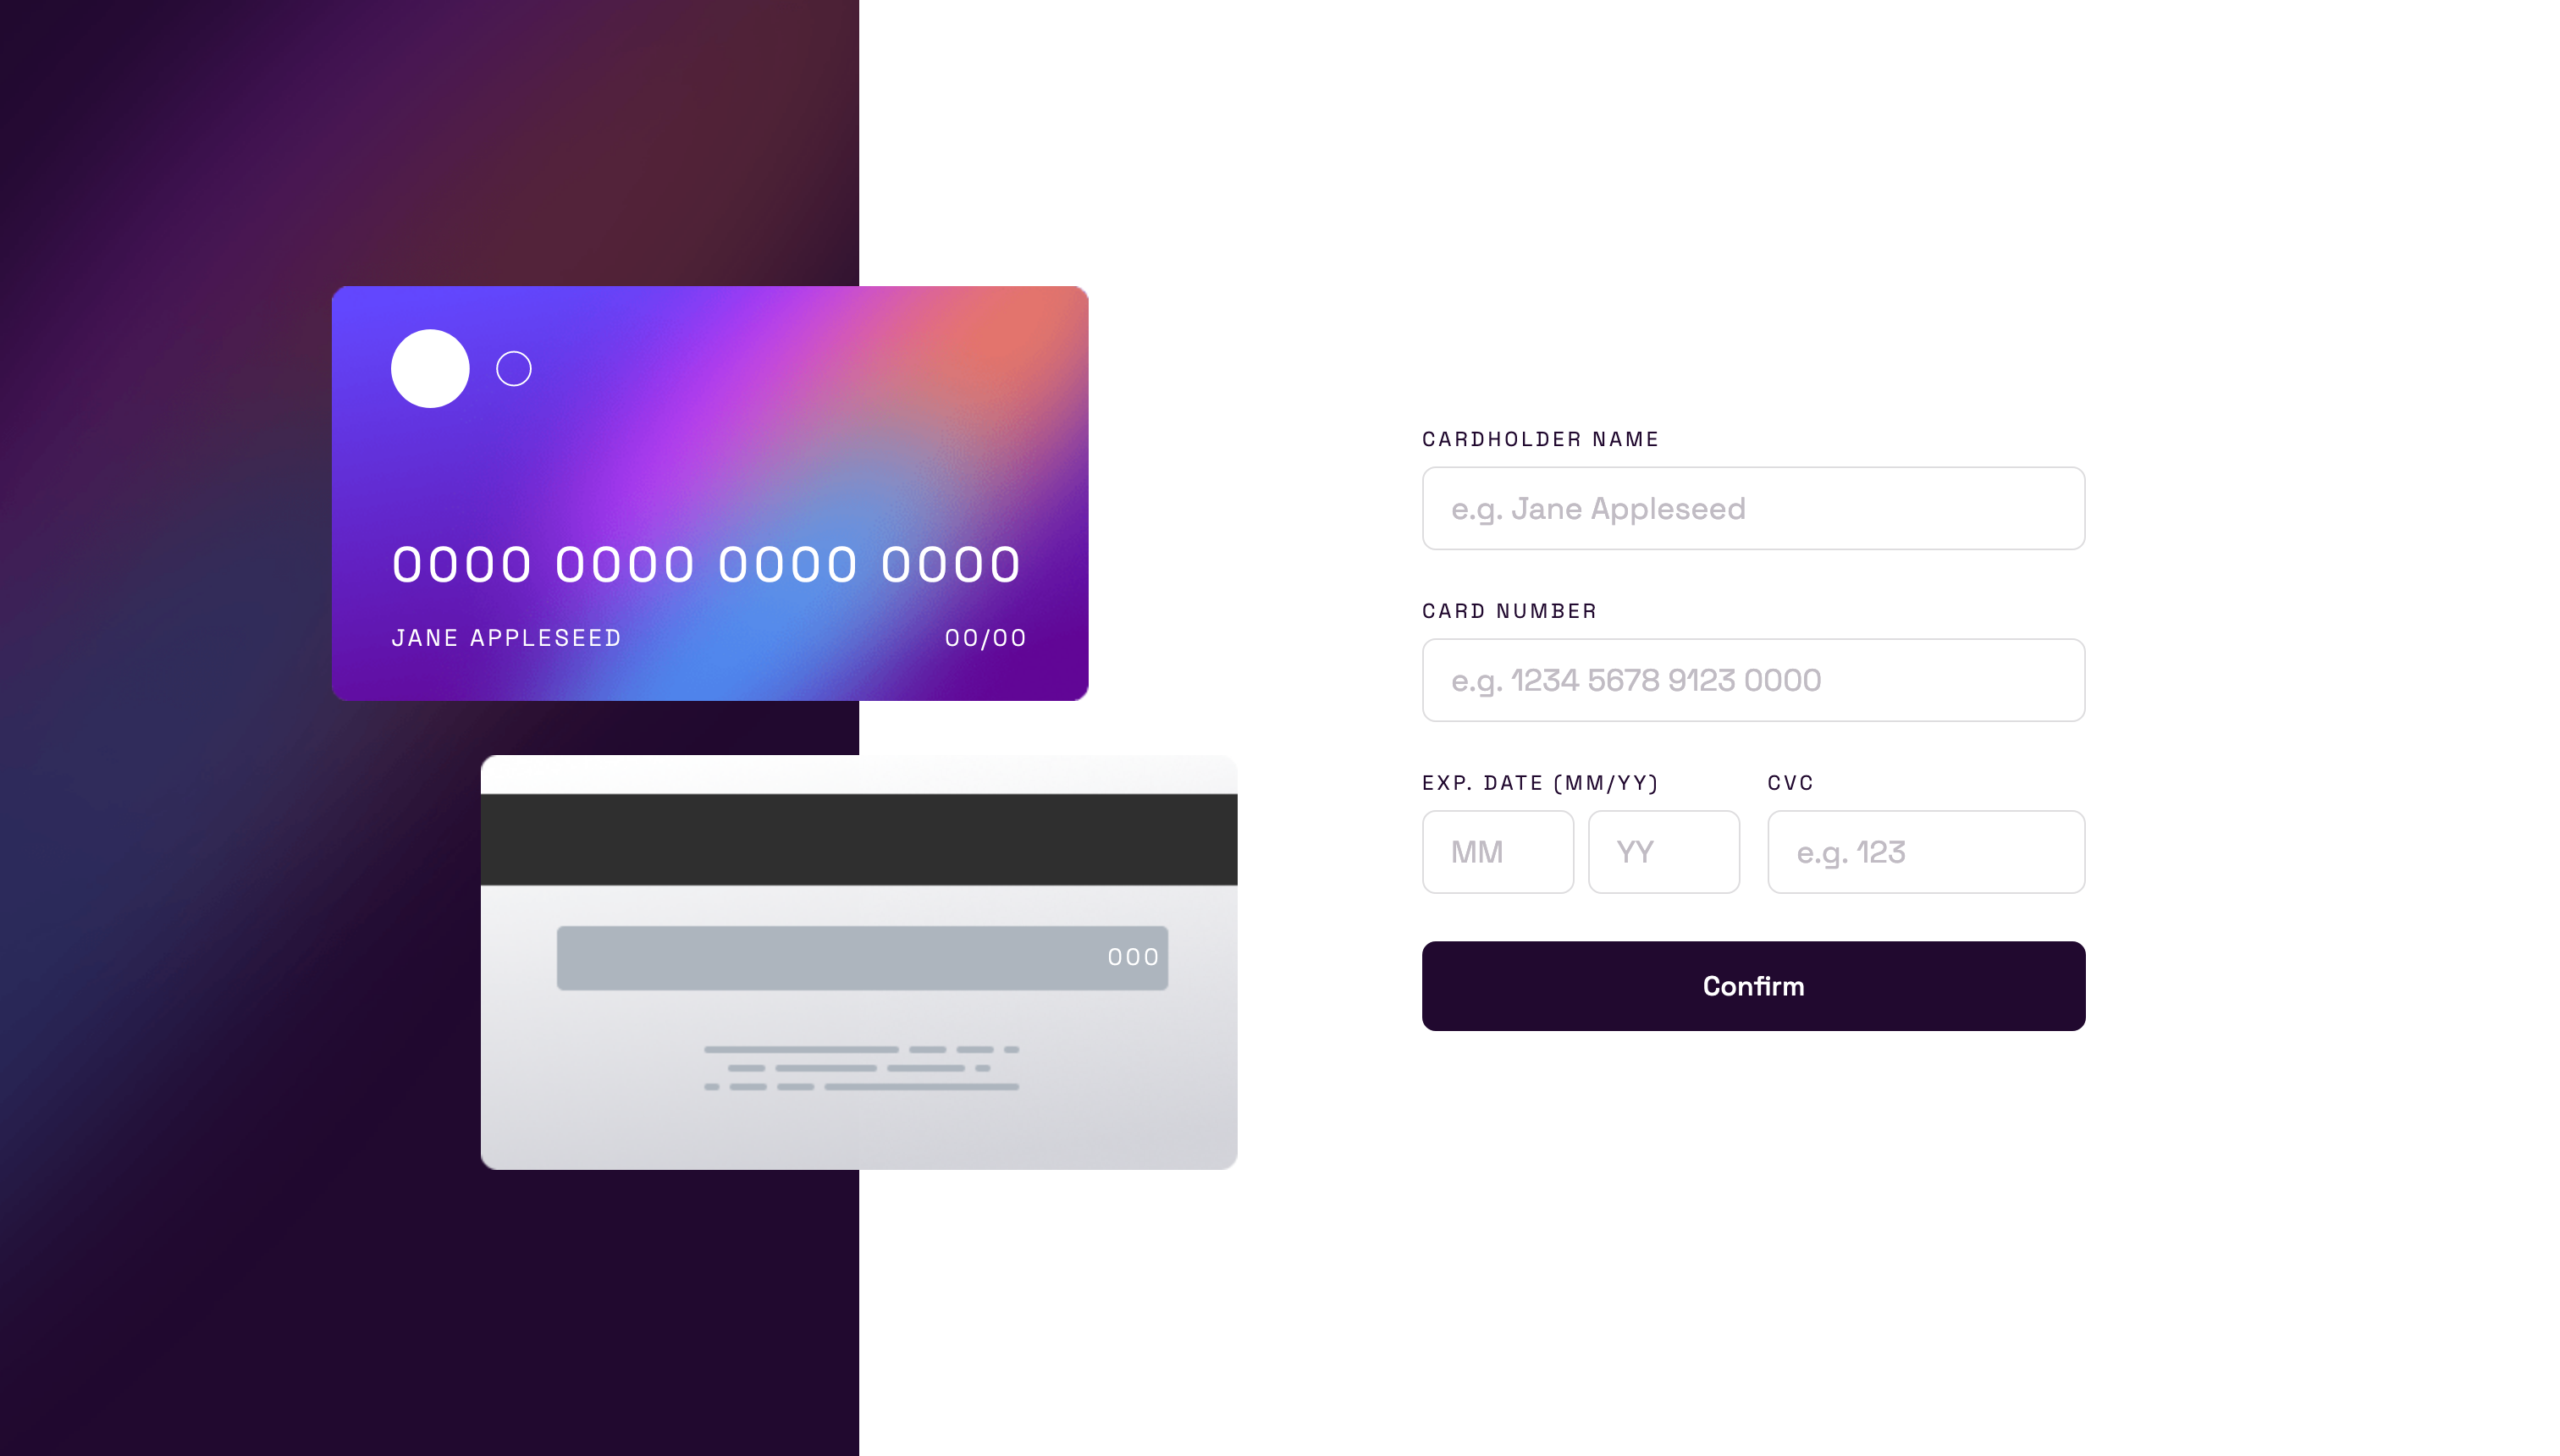 0000 0000 0000 0000
JANE APPLESEED 00/00
000
CARDHOLDER NAME
e.g. Jane Appleseed
CARD NUMBER
e.g. 1234 5678 9123 0000
EXP. DATE (MM/YY) CVC
MM YY e.g. 123
Confirm